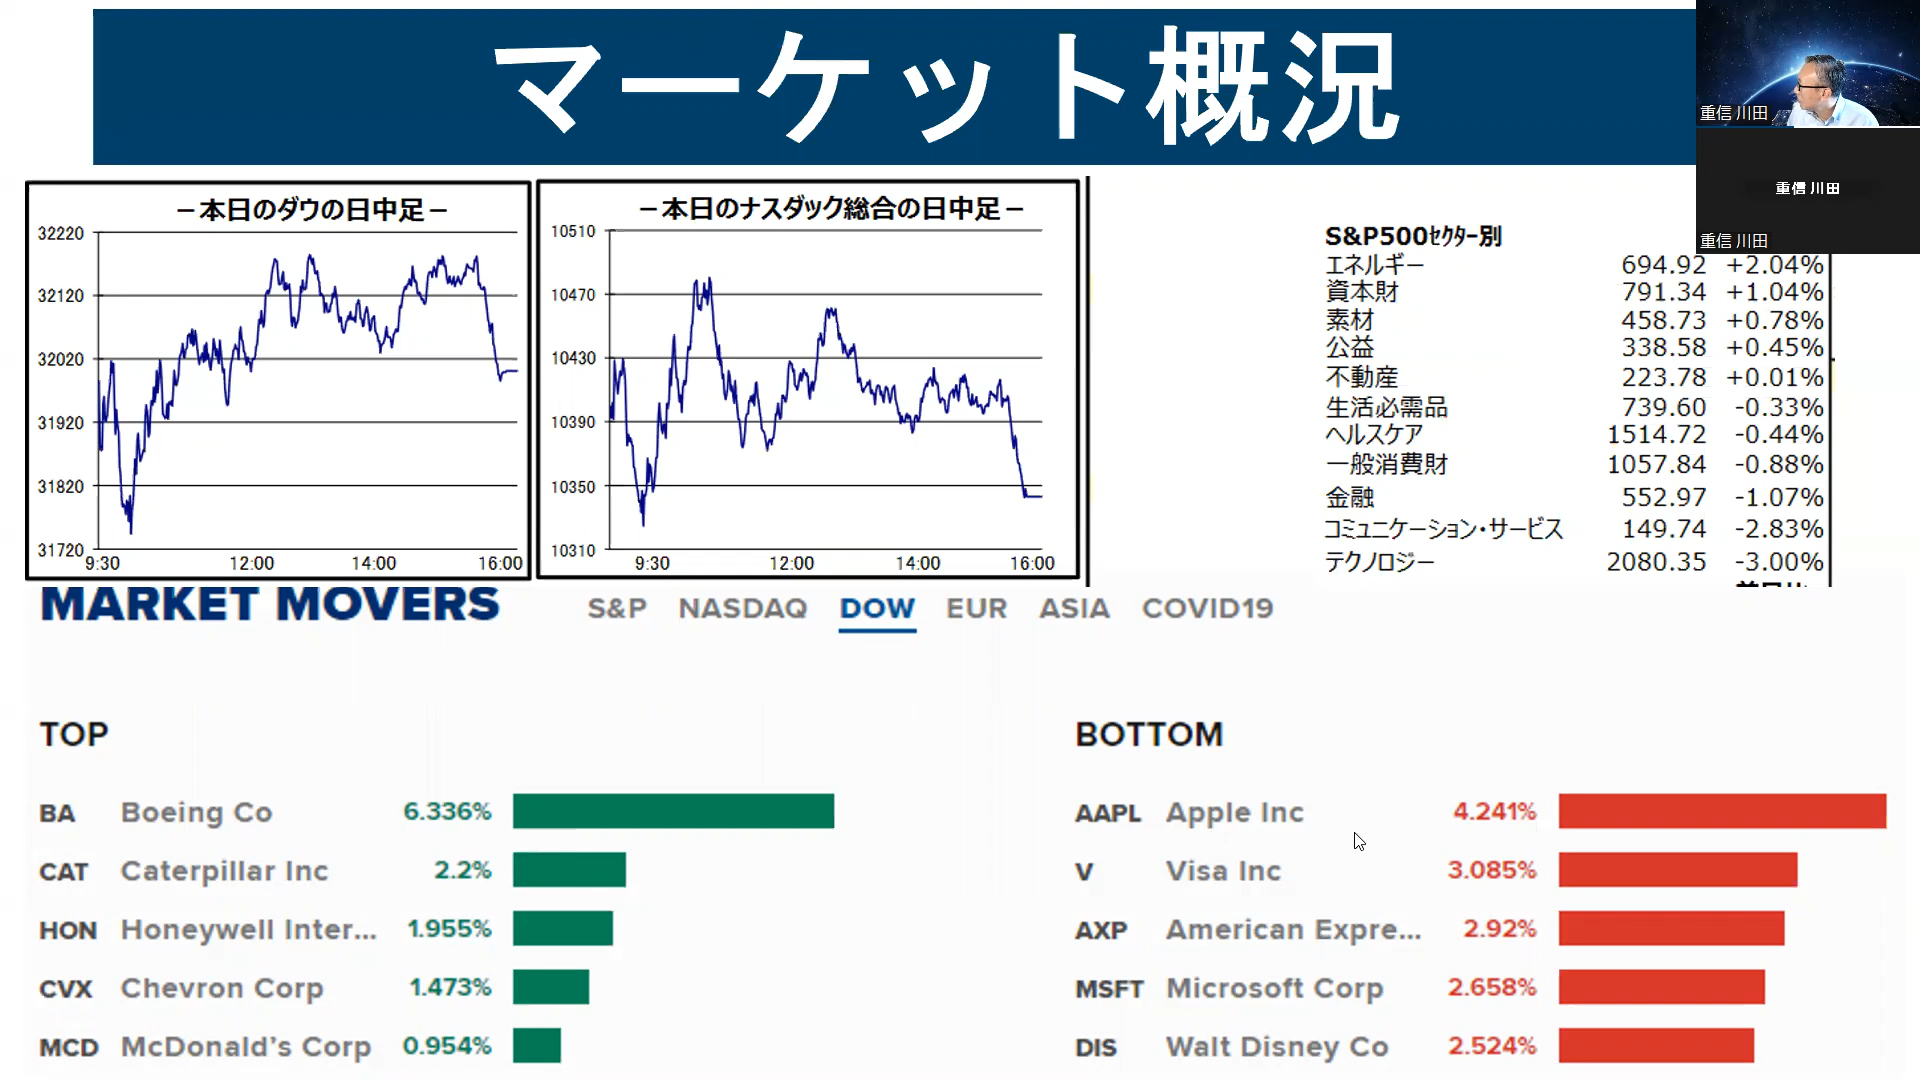 マーケット概況
重信 川田
重信 川田
重信 川田
－本日のダウの日中足－
32220
32120
32020
31920
31820
31720
9:30 12:00 14:00 16:00
－本日のナスダック総合の日中足－
10510
10470
10430
10390
10350
10310
9:30 12:00 14:00 16:00
S&P500ｾｸﾀｰ別
エネルギー 694.92 +2.04%
資本財 791.34 +1.04%
素材 458.73 +0.78%
公益 338.58 +0.45%
不動産 223.78 +0.01%
生活必需品 739.60 -0.33%
ヘルスケア 1514.72 -0.44%
一般消費財 1057.84 -0.88%
金融 552.97 -1.07%
コミュニケーション・サービス 149.74 -2.83%
テクノロジー 2080.35 -3.00%
MARKET MOVERS S&P NASDAQ DOW EUR ASIA COVID19
TOP
BA Boeing Co 6.336%
CAT Caterpillar Inc 2.2%
HON Honeywell Inter... 1.955%
CVX Chevron Corp 1.473%
MCD McDonald's Corp 0.954%
BOTTOM
AAPL Apple Inc 4.241%
V Visa Inc 3.085%
AXP American Expre... 2.92%
MSFT Microsoft Corp 2.658%
DIS Walt Disney Co 2.524%